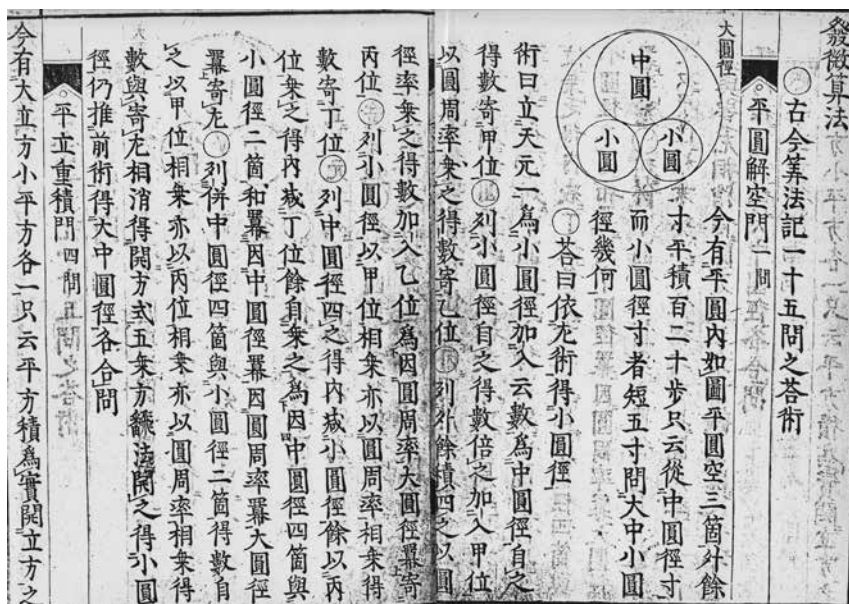 發微算法
○古今筭法記一十五問之荅術
○平圓解空問一問
大圓徑
中圓
小圓
小圓
今有平圓內如圖平圓空三箇外餘
寸平積百二十步只云從中圓徑寸
而小圓徑寸者短五寸問大中小圓
徑幾何
○荅曰依左術得小圓徑
術曰立天元一為小圓徑加入云數為中圓徑自之
得數寄甲位列小圓徑自之得數倍之加入甲位
以圓周率乗之得數寄乙位列外餘積四之以圓
徑率乗之得數加入乙位為因圓周率大圓徑冪寄
丙位列小圓徑以甲位相乗亦以圓周率相乗得
數寄丁位列中圓徑四之得內減小圓徑餘以丙
位乗之得內減丁位餘自乗之為因中圓徑四箇與
小圓徑二箇和冪因中圓徑冪因圓周率冪大圓徑
冪寄左○列併中圓徑四箇與小圓徑二箇得數自
之以甲位相乗亦以丙位相乗亦以圓周率相乗得
數與寄左相消得開方式五乗方飜法開之得小圓
徑仍推前術得大中圓徑各合問
○平立重積問四問五
今有大立方小平方各一只云平方積為實開立方之